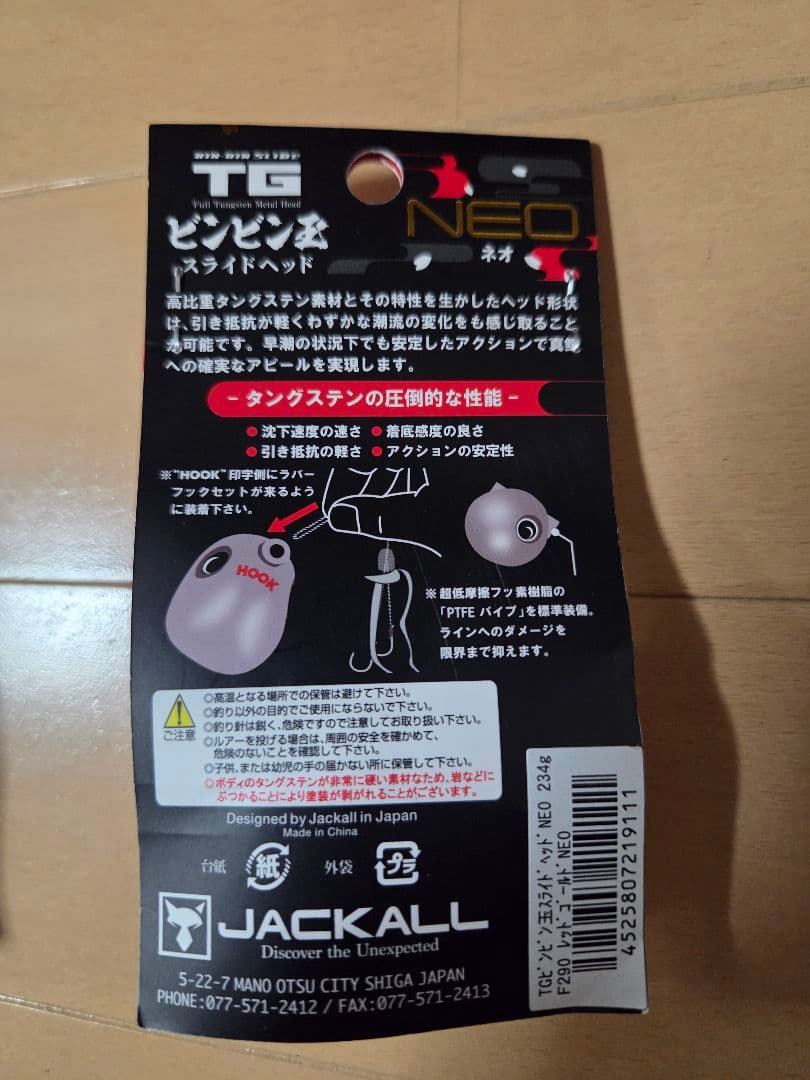 BIN-BIN SLIDE
TG
Full Tungsten Metal Head
ビンビン玉
スライドヘッド
NEO
ネオ
高比重タングステン素材とその特性を生かしたヘッド形状
は、引き抵抗が軽くわずかな潮流の変化をも感じ取ること
が可能です。早潮の状況下でも安定したアクションで真鯛
への確実なアピールを実現します。
- タングステンの圧倒的な性能 -
●沈下速度の速さ ●着底感度の良さ
●引き抵抗の軽さ ●アクションの安定性
※“HOOK”印字側にラバー
フックセットが来るよう
に装着下さい。
HOOK
※超低摩擦フッ素樹脂の
「PTFE パイプ」を標準装備。
ラインへのダメージを
限界まで抑えます。
ご注意
◎高温となる場所での保管は避けて下さい。
◎釣り以外の目的でご使用にならないで下さい。
◎釣り針は鋭く、危険ですので注意してお取り扱い下さい。
◎ルアーを投げる場合は、周囲の安全を確かめて、
危険のないことを確認して下さい。
◎子供、または幼児の手の届かない所に保管して下さい。
◎ボディのタングステンが非常に硬い素材なため、岩などに
ぶつかることにより塗装が剥がれることがございます。
Designed by Jackall in Japan
Made in China
台紙 紙 外袋 プラ
JACKALL
Discover the Unexpected
5-22-7 MANO OTSU CITY SHIGA JAPAN
PHONE:077-571-2412 / FAX:077-571-2413
TGビンビン玉スライドヘッドNEO 234g
F290 レッドゴールドNEO
4525807219111